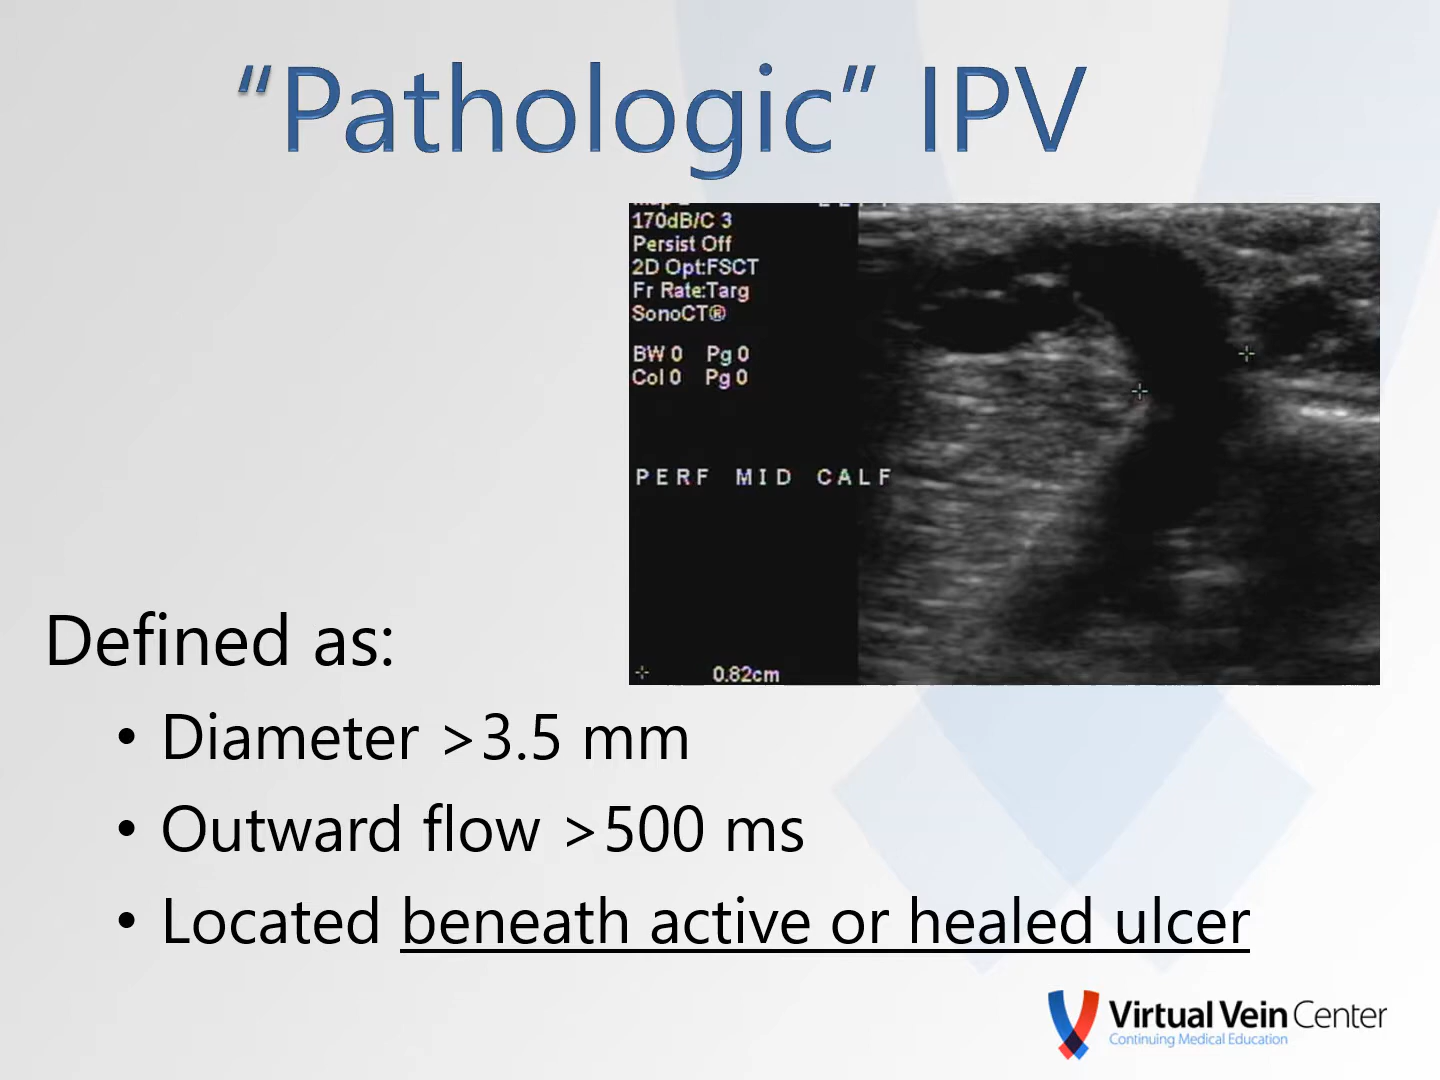 “Pathologic” IPV
170dB/C 3
Persist Off
2D Opt:FSCT
Fr Rate:Targ
SonoCT®
BW 0 Pg 0
Col 0 Pg 0
PERF MID CALF
0.82cm
Defined as:
• Diameter >3.5 mm
• Outward flow >500 ms
• Located beneath active or healed ulcer
Virtual Vein Center
Continuing Medical Education